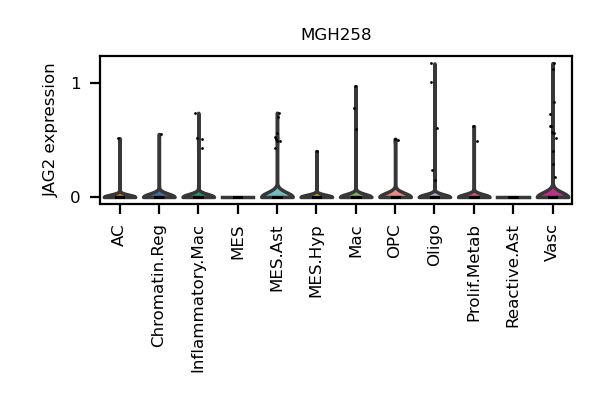 MGH258
JAG2 expression
1
0
AC
Chromatin.Reg
Inflammatory.Mac
MES
MES.Ast
MES.Hyp
Mac
OPC
Oligo
Prolif.Metab
Reactive.Ast
Vasc